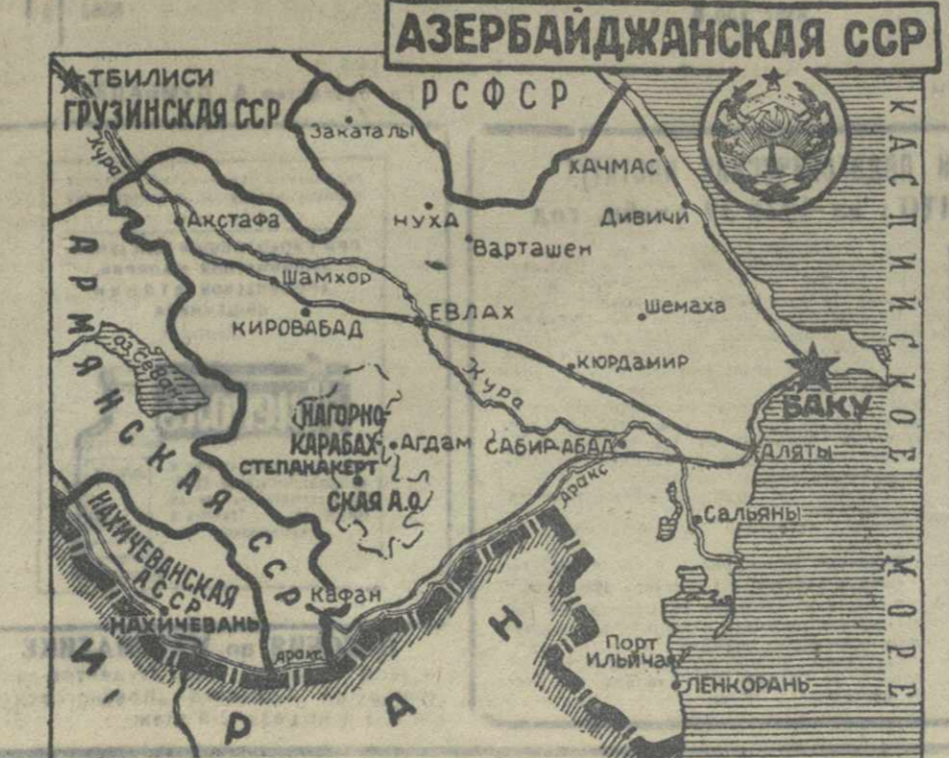 АЗЕРБАЙДЖАНСКАЯ ССР
ТБИЛИСИ
ГРУЗИНСКАЯ ССР
РСФСР
Закаталы
Кура
ХАЧМАС
Акстафа
НУХА
Дивичи
Варташен
Шамхор
ЕВЛАХ
Шемаха
КИРОВАБАД
оз Севан
КЮРДАМИР
Кура
БАКУ
НАГОРНО-
КАРАБАХ-
СКАЯ А.О.
Агдам
САБИРАБАД
АЛЯТЫ
СТЕПАНАКЕРТ
Аракс
Сальяны
АРМЯНСКАЯ ССР
НАХИЧЕВАНСКАЯ
АССР
НАХИЧЕВАНЬ
Кафан
Аракс
Порт
Ильича
ЛЕНКОРАНЬ
ИРАН
КАСПИЙСКОЕ МОРЕ